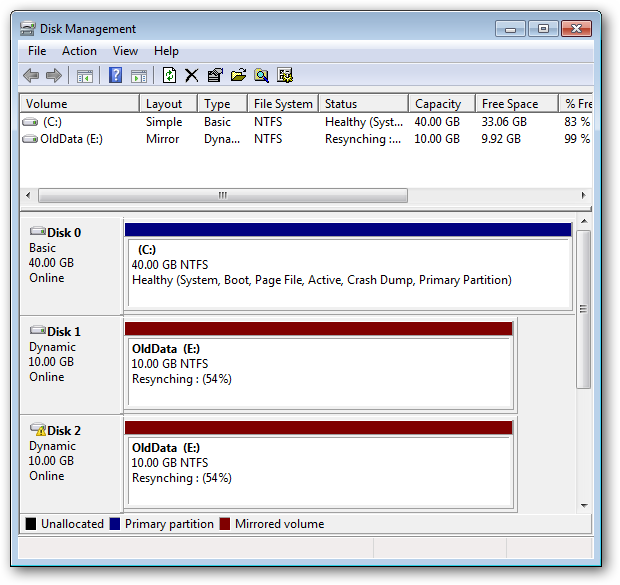 Disk Management
File Action View Help
Volume Layout Type File System Status Capacity Free Space % Fre
(C:) Simple Basic NTFS Healthy (Syst... 40.00 GB 33.06 GB 83 %
OldData (E:) Mirror Dyna... NTFS Resynching :... 10.00 GB 9.92 GB 99 %
Disk 0
Basic
40.00 GB
Online
(C:)
40.00 GB NTFS
Healthy (System, Boot, Page File, Active, Crash Dump, Primary Partition)
Disk 1
Dynamic
10.00 GB
Online
OldData (E:)
10.00 GB NTFS
Resynching : (54%)
Disk 2
Dynamic
10.00 GB
Online
OldData (E:)
10.00 GB NTFS
Resynching : (54%)
Unallocated Primary partition Mirrored volume